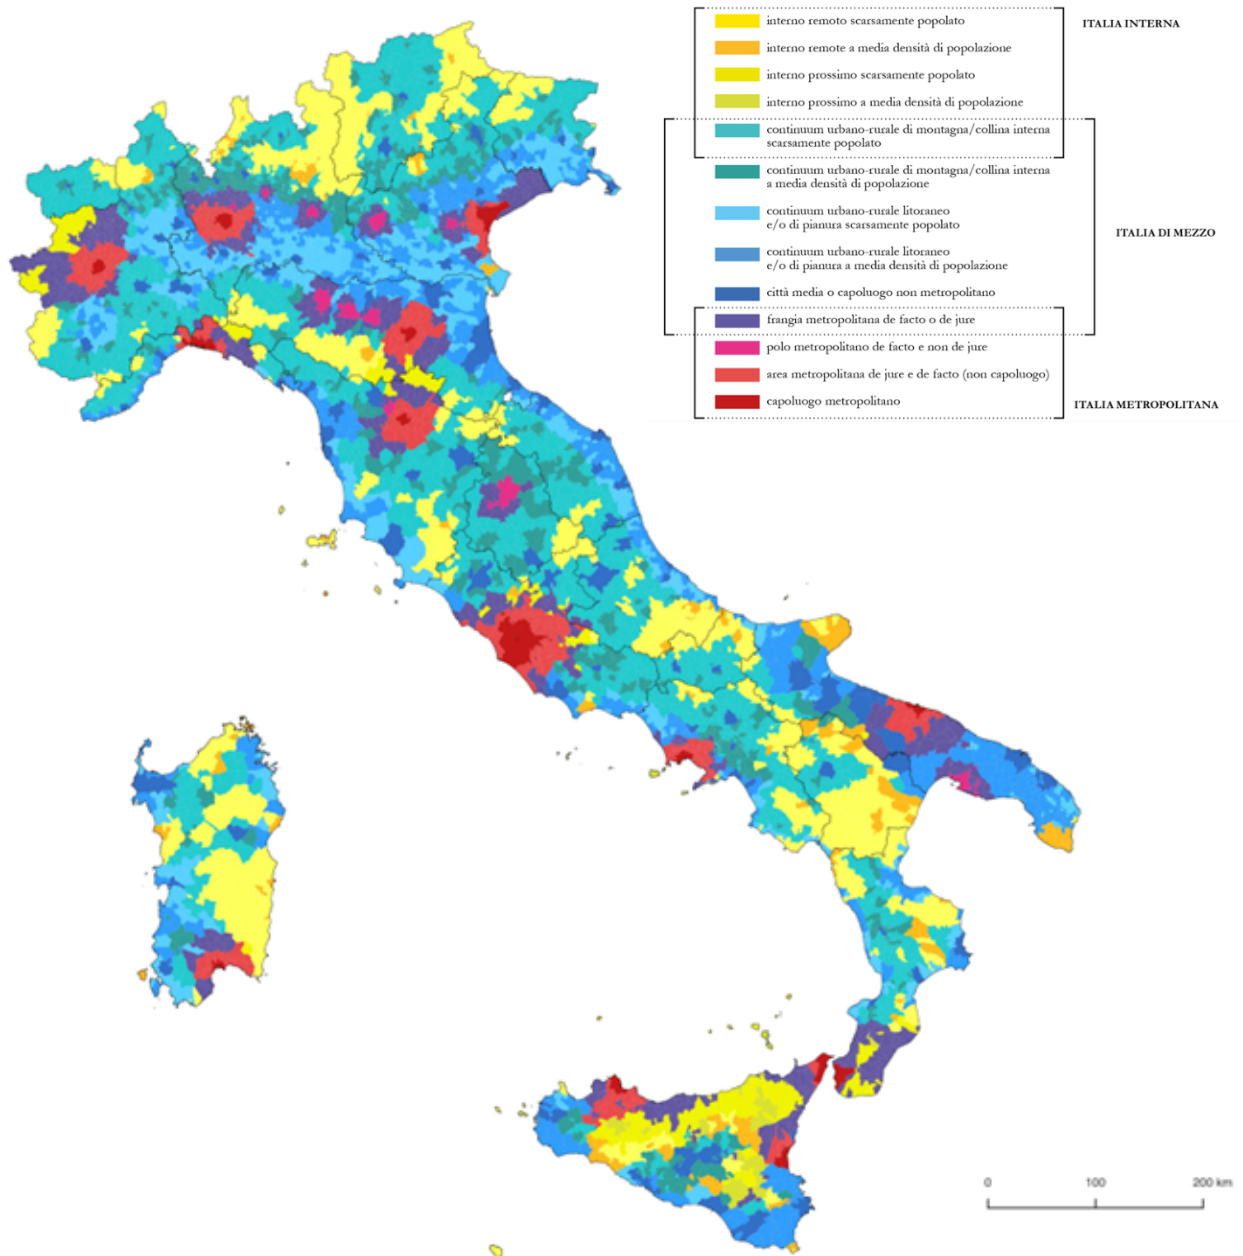 interno remoto scarsamente popolato
ITALIA INTERNA
interno remote a media densità di popolazione
interno prossimo scarsamente popolato
interno prossimo a media densità di popolazione
continuum urbano-rurale di montagna/collina interna
scarsamente popolato
continuum urbano-rurale di montagna/collina interna
a media densità di popolazione
continuum urbano-rurale litoraneo
e/o di pianura scarsamente popolato
ITALIA DI MEZZO
continuum urbano-rurale litoraneo
e/o di pianura a media densità di popolazione
città media o capoluogo non metropolitano
frangia metropolitana de facto o de jure
polo metropolitano de facto e non de jure
area metropolitana de jure e de facto (non capoluogo)
capoluogo metropolitano
ITALIA METROPOLITANA
0 100 200 km